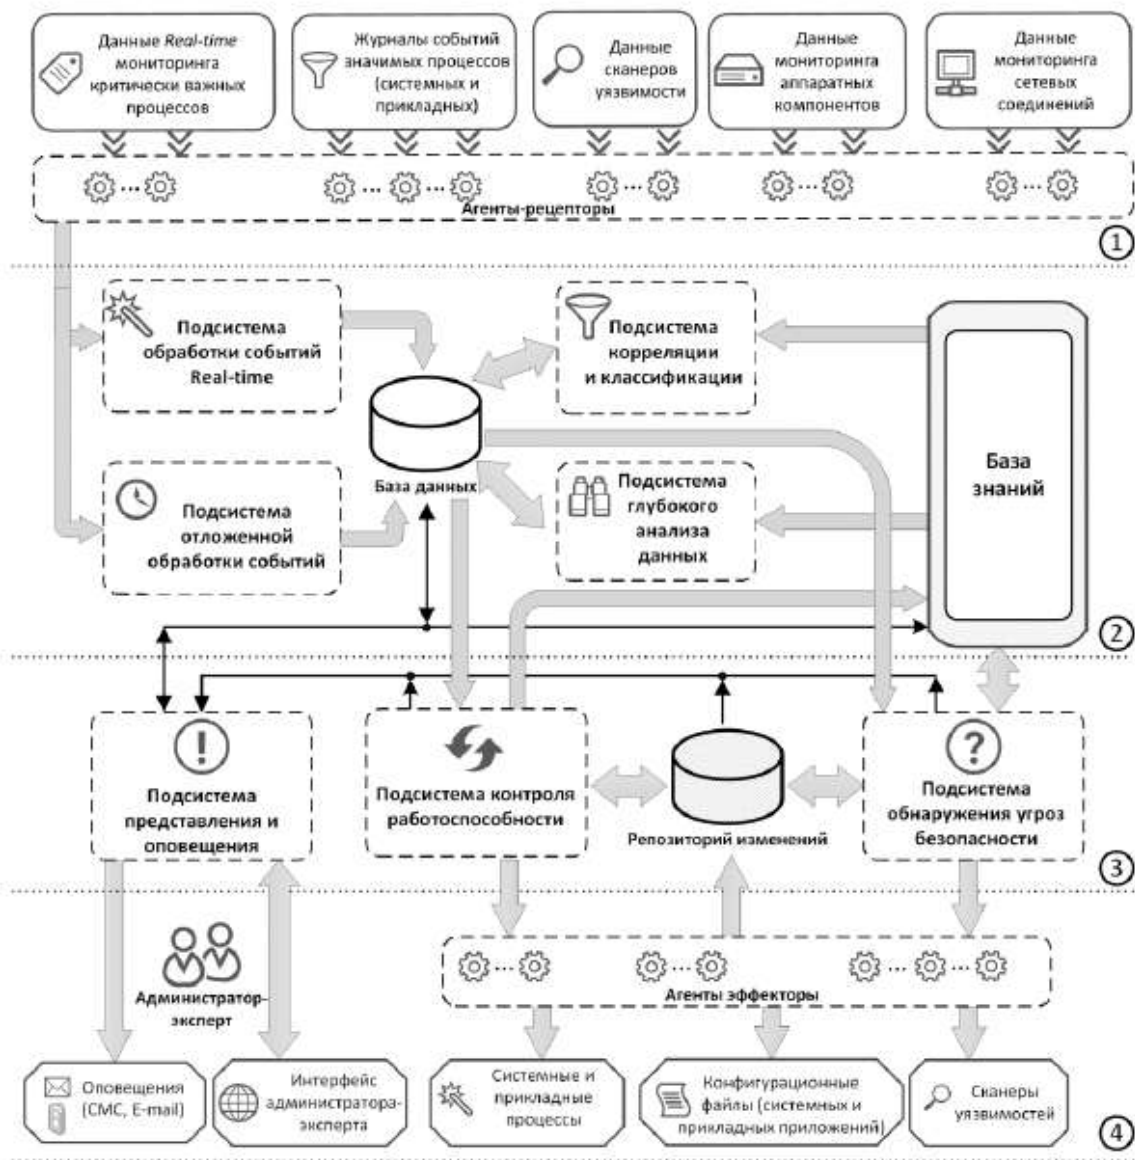 Данные Real-time
мониторинга
критически важных
процессов
Журналы событий
значимых процессов
(системных и
прикладных)
Данные
сканеров
уязвимости
Данные
мониторинга
аппаратных
компонентов
Данные
мониторинга
сетевых
соединений
... ... ... ... ... ...
Агенты-рецепторы
1
Подсистема
обработки событий
Real-time
Подсистема
корреляции
и классификации
База данных
База
знаний
Подсистема
отложенной
обработки событий
Подсистема
глубокого
анализа
данных
2
!
Подсистема
представления и
оповещения
Подсистема контроля
работоспособности
Репозиторий изменений
?
Подсистема
обнаружения угроз
безопасности
3
Администратор-
эксперт
... ... ... ...
Агенты эффекторы
Оповещения
(СМС, E-mail)
Интерфейс
администратора-
эксперта
Системные и
прикладные
процессы
Конфигурационные
файлы (системных и
прикладных приложений)
Сканеры
уязвимостей
4